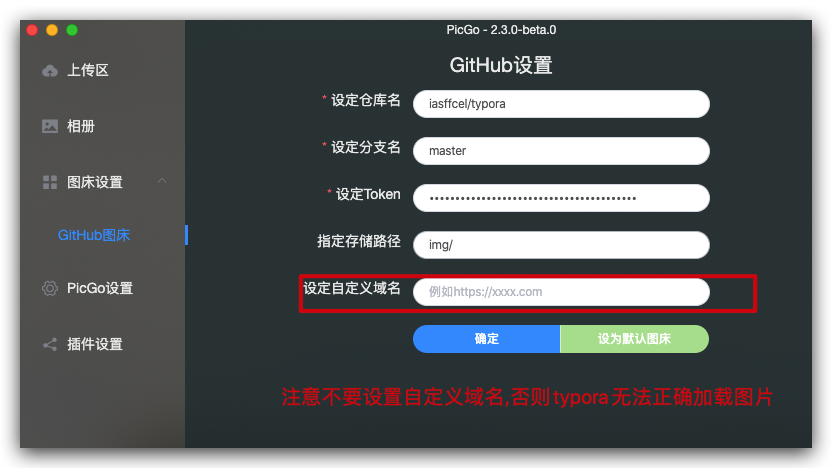 PicGo - 2.3.0-beta.0
上传区
相册
图床设置
GitHub图床
PicGo设置
插件设置
GitHub设置
* 设定仓库名 iasffcel/typora
* 设定分支名 master
* 设定Token ••••••••••••••••••••••••••••••••••••••••
指定存储路径 img/
设定自定义域名 例如https://xxxx.com
确定 设为默认图床
注意不要设置自定义域名,否则typora无法正确加载图片